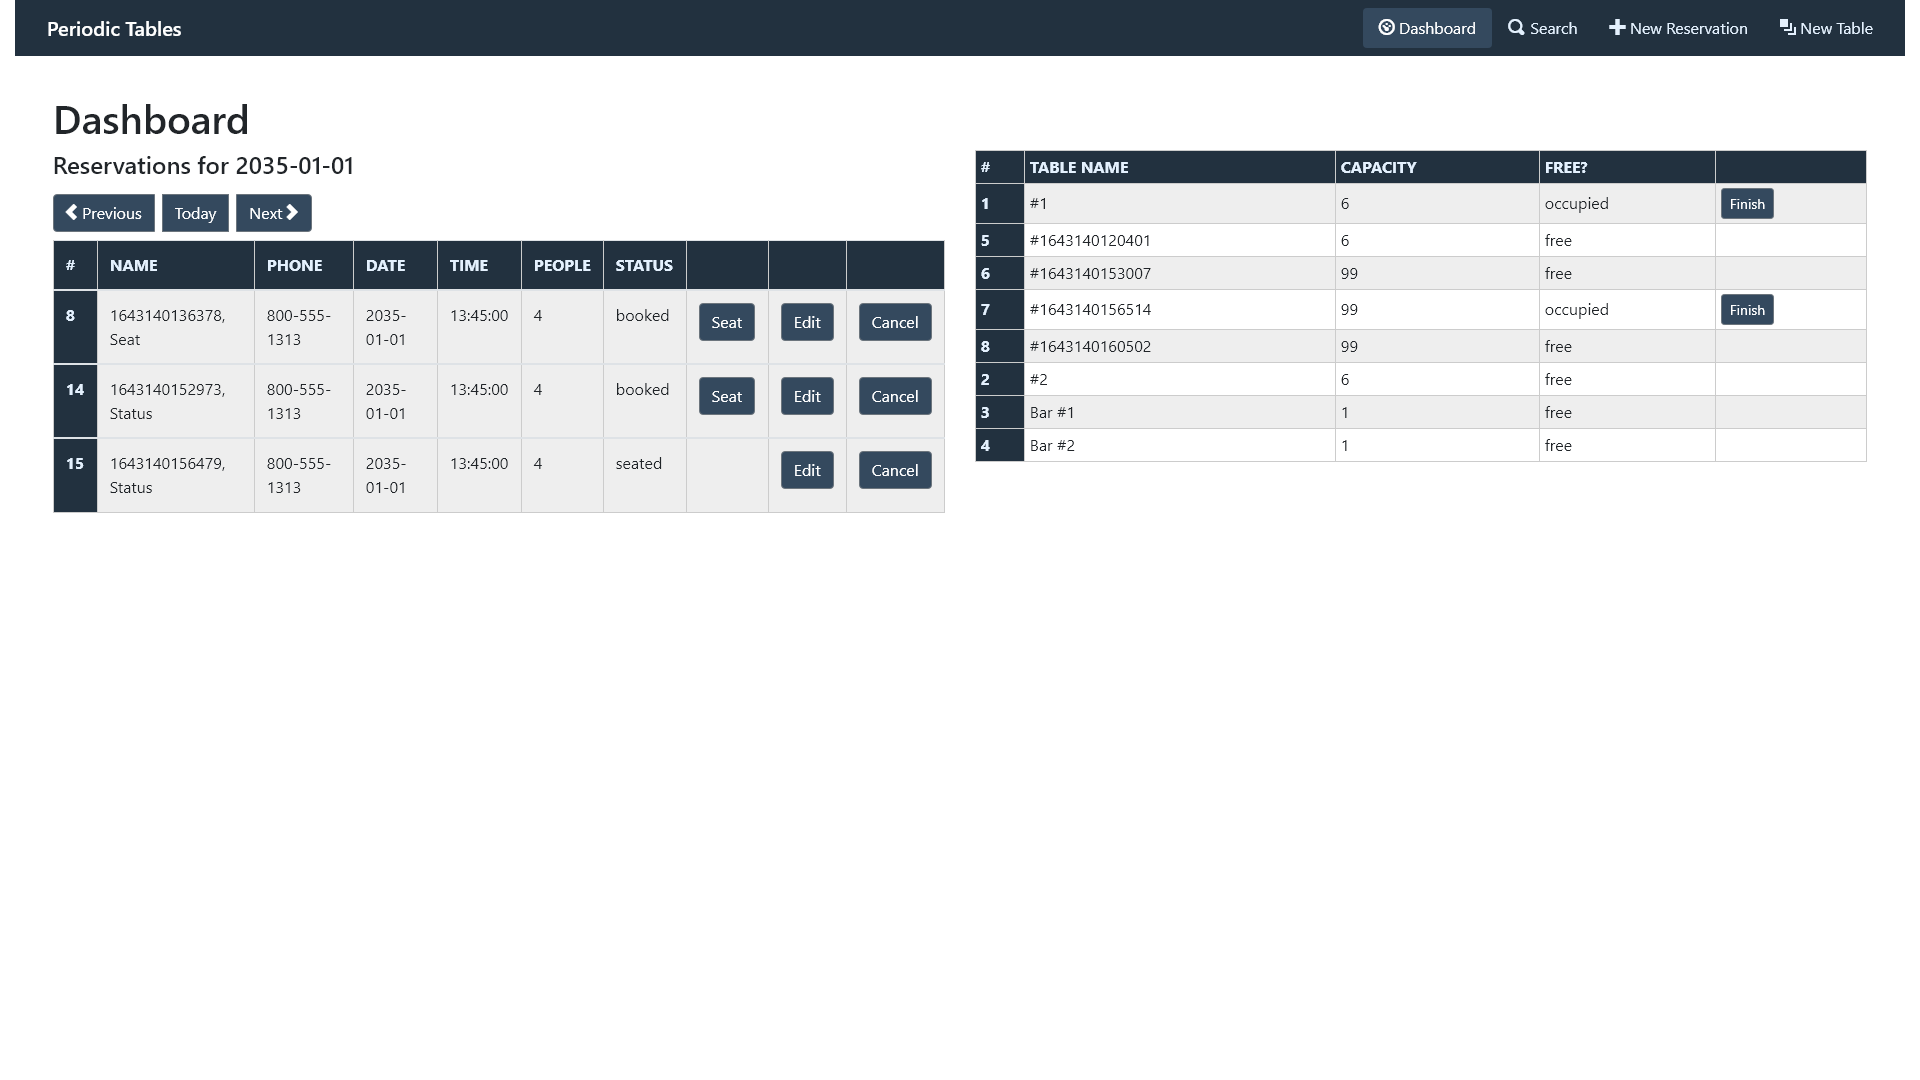 Periodic Tables
Dashboard
Search
New Reservation
New Table
Dashboard
Reservations for 2035-01-01
Previous
Today
Next
# NAME PHONE DATE TIME PEOPLE STATUS
8 1643140136378, 800-555- 2035- 13:45:00 4 booked Seat Edit Cancel
Seat 1313 01-01
14 1643140152973, 800-555- 2035- 13:45:00 4 booked Seat Edit Cancel
Status 1313 01-01
15 1643140156479, 800-555- 2035- 13:45:00 4 seated Edit Cancel
Status 1313 01-01
# TABLE NAME CAPACITY FREE?
1 #1 6 occupied Finish
5 #1643140120401 6 free
6 #1643140153007 99 free
7 #1643140156514 99 occupied Finish
8 #1643140160502 99 free
2 #2 6 free
3 Bar #1 1 free
4 Bar #2 1 free